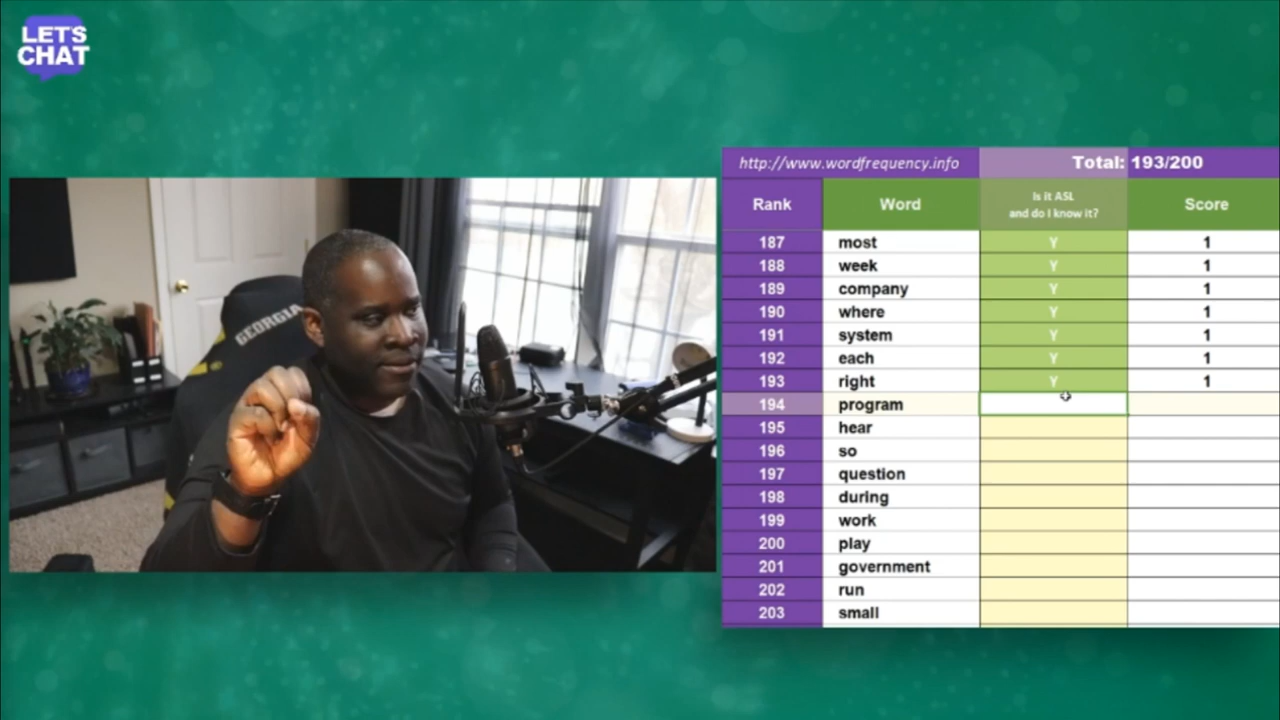 LET'S
CHAT
http://www.wordfrequency.info Total: 193/200
Rank Word Is it ASL and do I know it? Score
187 most Y 1
188 week Y 1
189 company Y 1
190 where Y 1
191 system Y 1
192 each Y 1
193 right Y 1
194 program
195 hear
196 so
197 question
198 during
199 work
200 play
201 government
202 run
203 small
GEORGIA